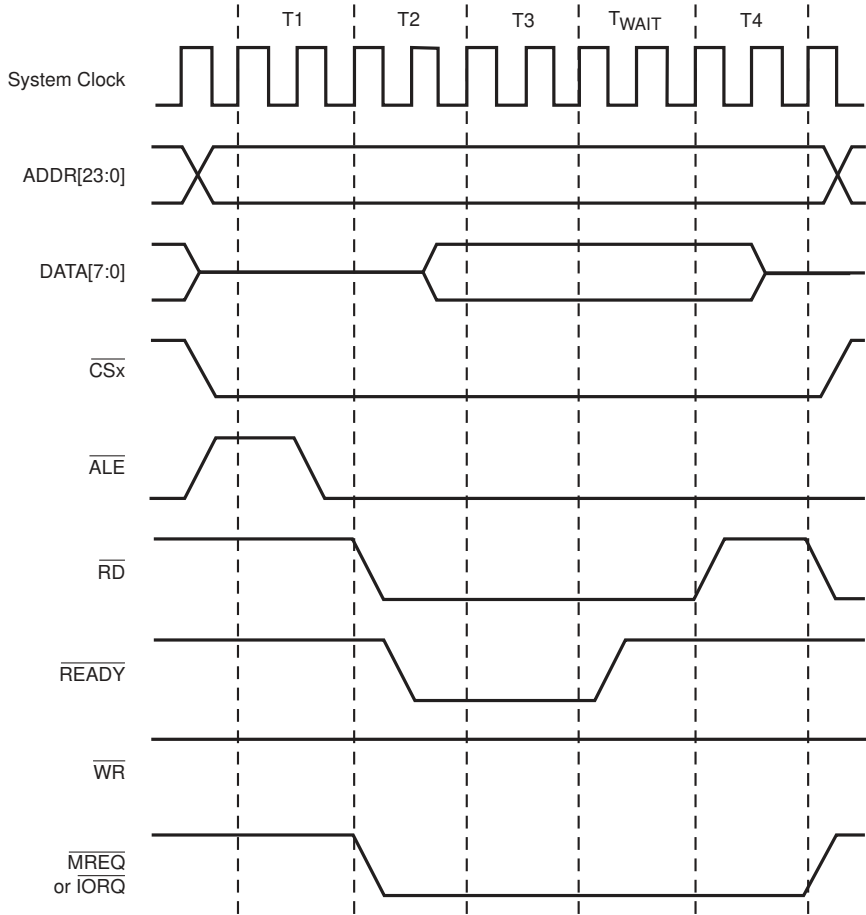 T1 T2 T3 TWAIT T4
System Clock
ADDR[23:0]
DATA[7:0]
CSx
ALE
RD
READY
WR
MREQ
or IORQ